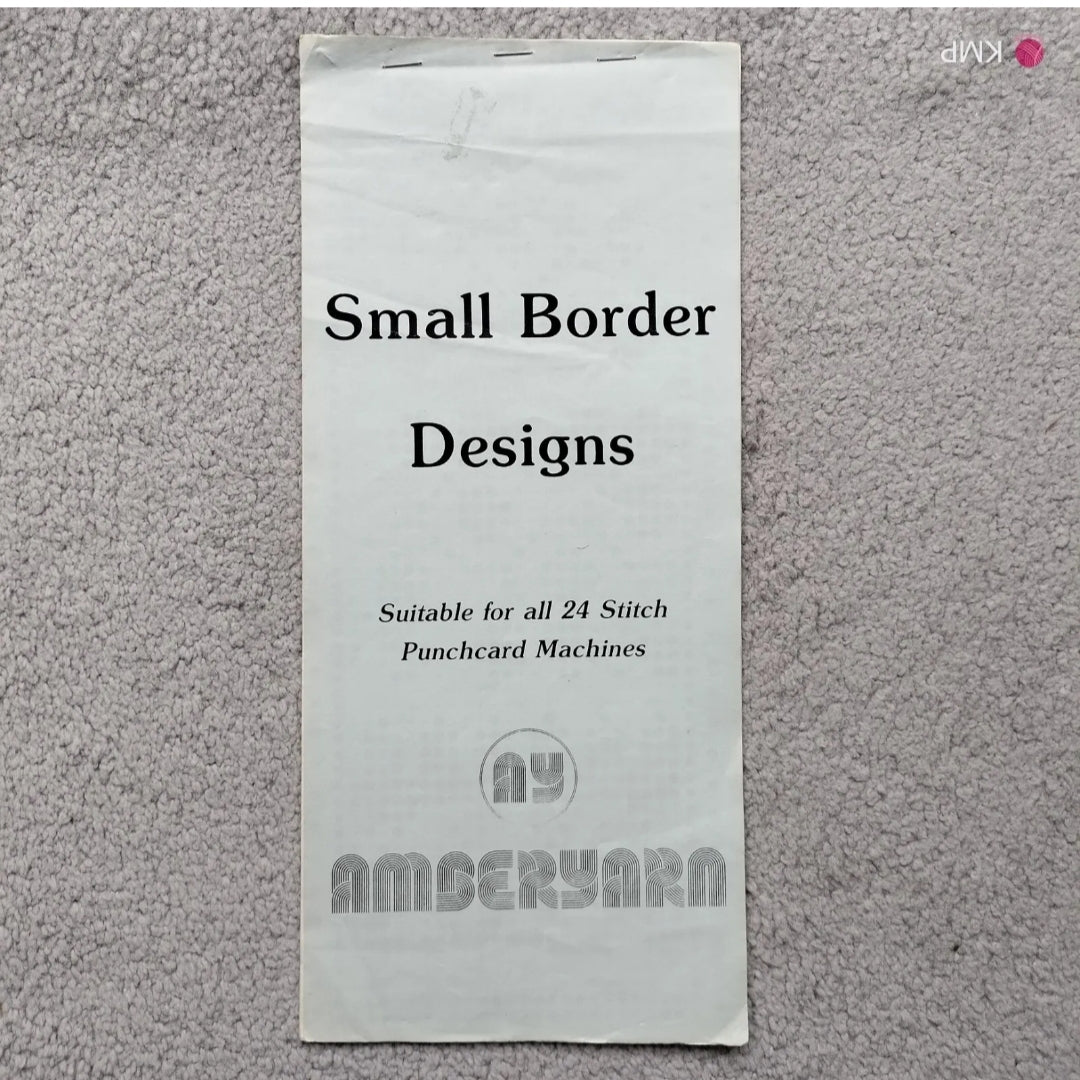 KMP
Small Border
Designs
Suitable for all 24 Stitch
Punchcard Machines
AY
AMBERYARN